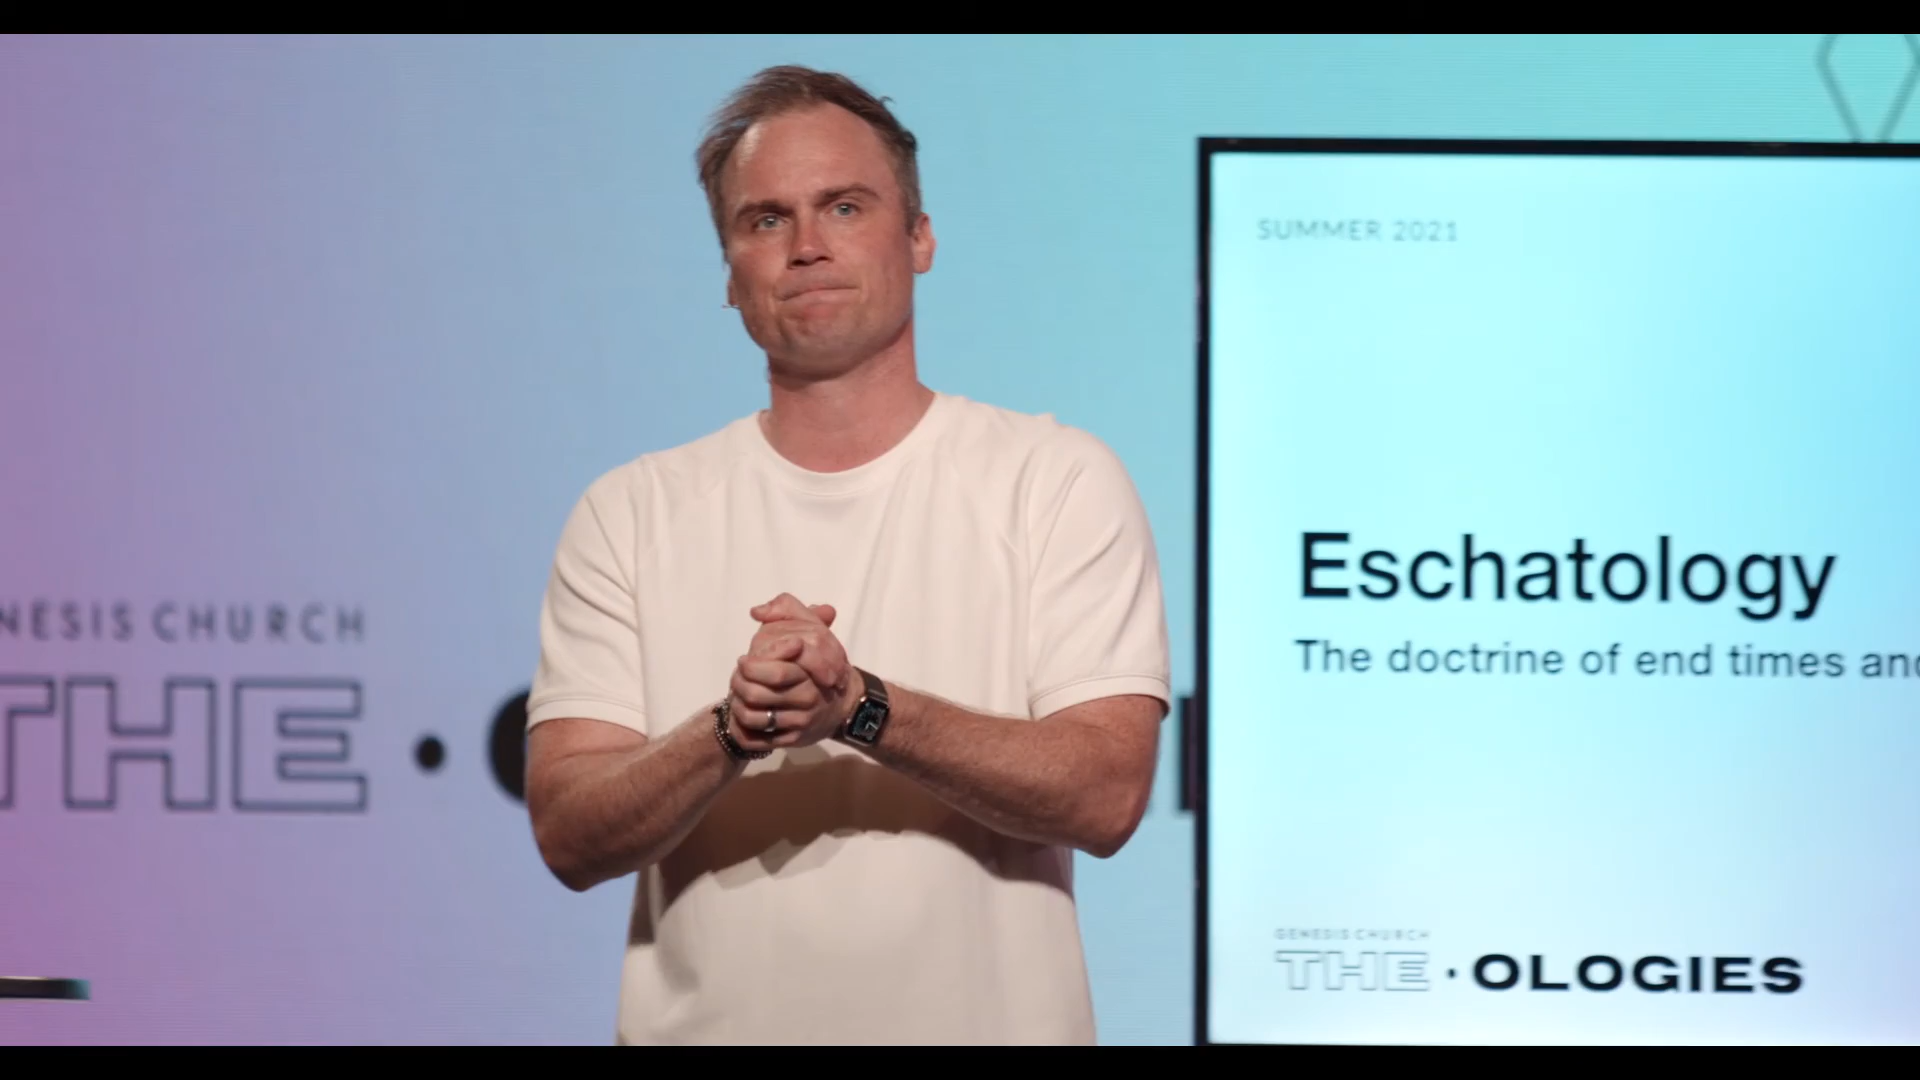 NESIS CHURCH
THE •
SUMMER 2021
Eschatology
The doctrine of end times and
GENESIS CHURCH
THE • OLOGIES